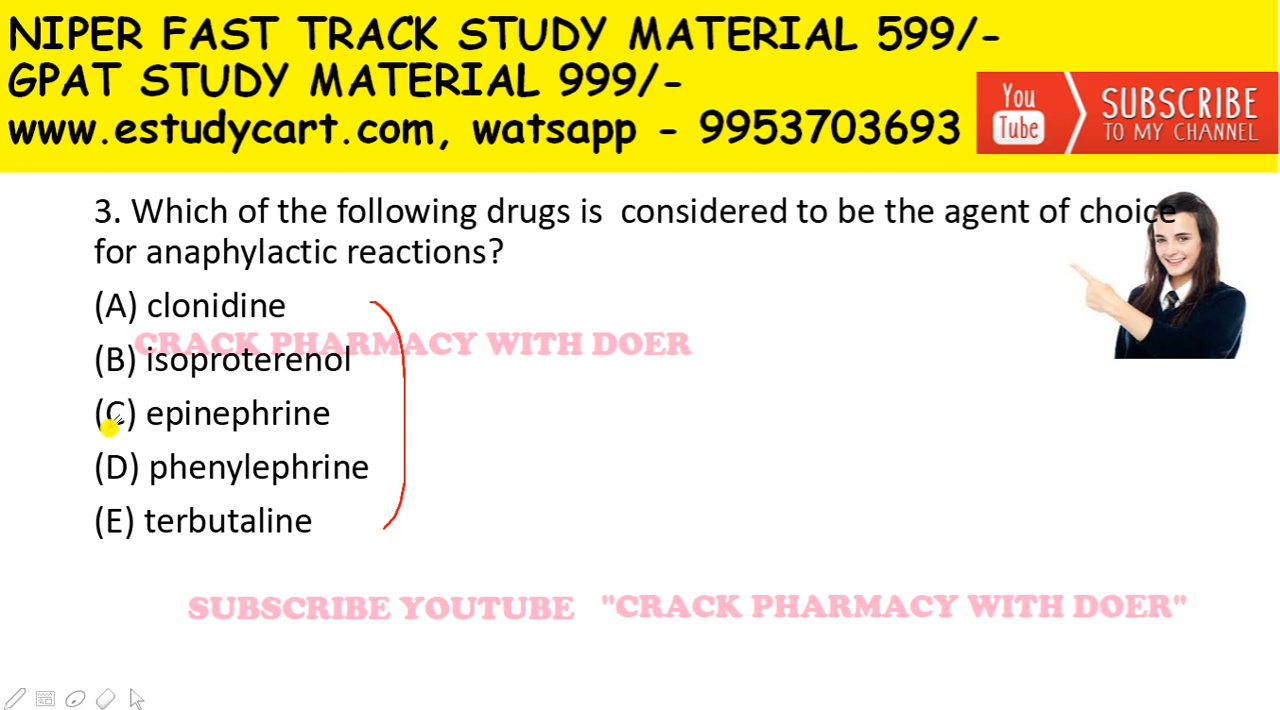 NIPER FAST TRACK STUDY MATERIAL 599/-
GPAT STUDY MATERIAL 999/-
www.estudycart.com, watsapp - 9953703693
You
Tube
SUBSCRIBE
TO MY CHANNEL
3. Which of the following drugs is  considered to be the agent of choice
for anaphylactic reactions?
(A) clonidine
CRACK PHARMACY WITH DOER
(B) isoproterenol
(C) epinephrine
(D) phenylephrine
(E) terbutaline
SUBSCRIBE YOUTUBE "CRACK PHARMACY WITH DOER"